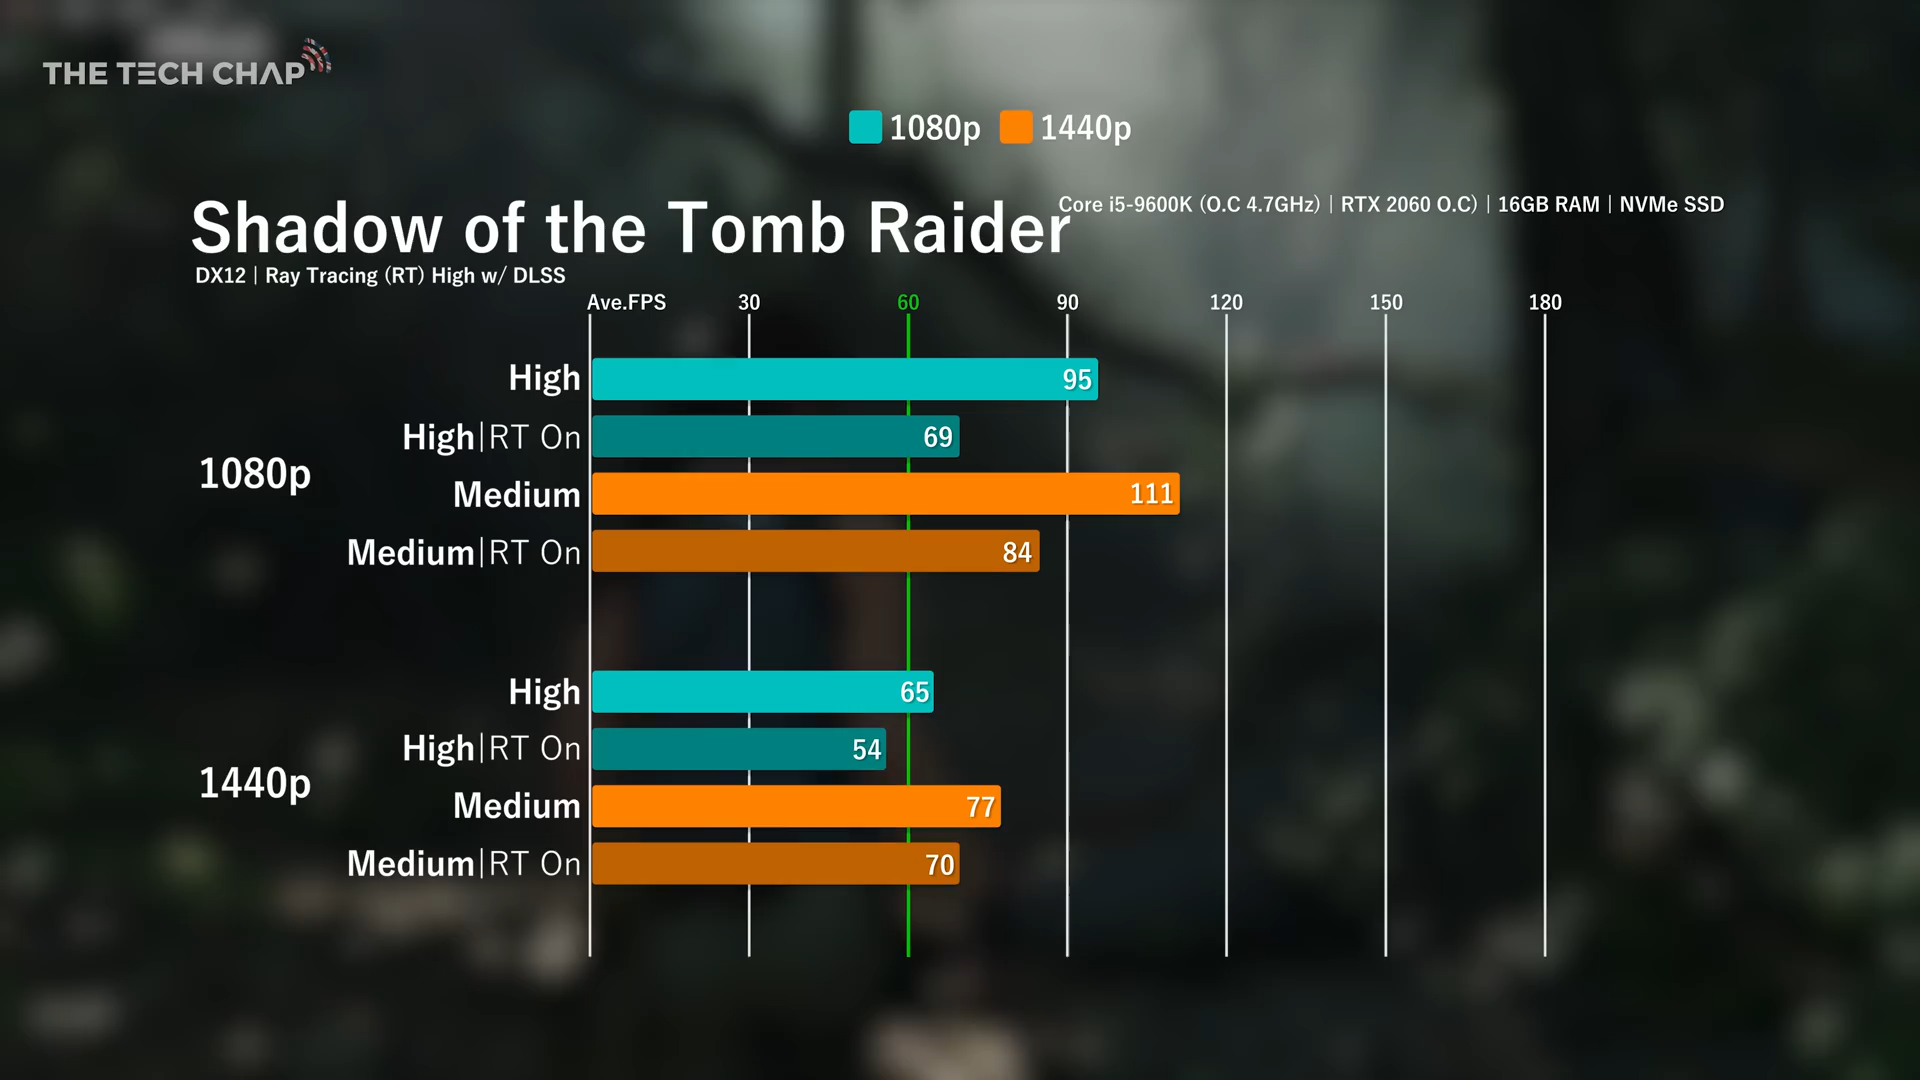 THE TECH CHAP
1080p 1440p
Shadow of the Tomb Raider
Core i5-9600K (O.C 4.7GHz) | RTX 2060 O.C) | 16GB RAM | NVMe SSD
DX12 | Ray Tracing (RT) High w/ DLSS
Ave.FPS 30 60 90 120 150 180
1080p
High 95
High|RT On 69
Medium 111
Medium|RT On 84
1440p
High 65
High|RT On 54
Medium 77
Medium|RT On 70